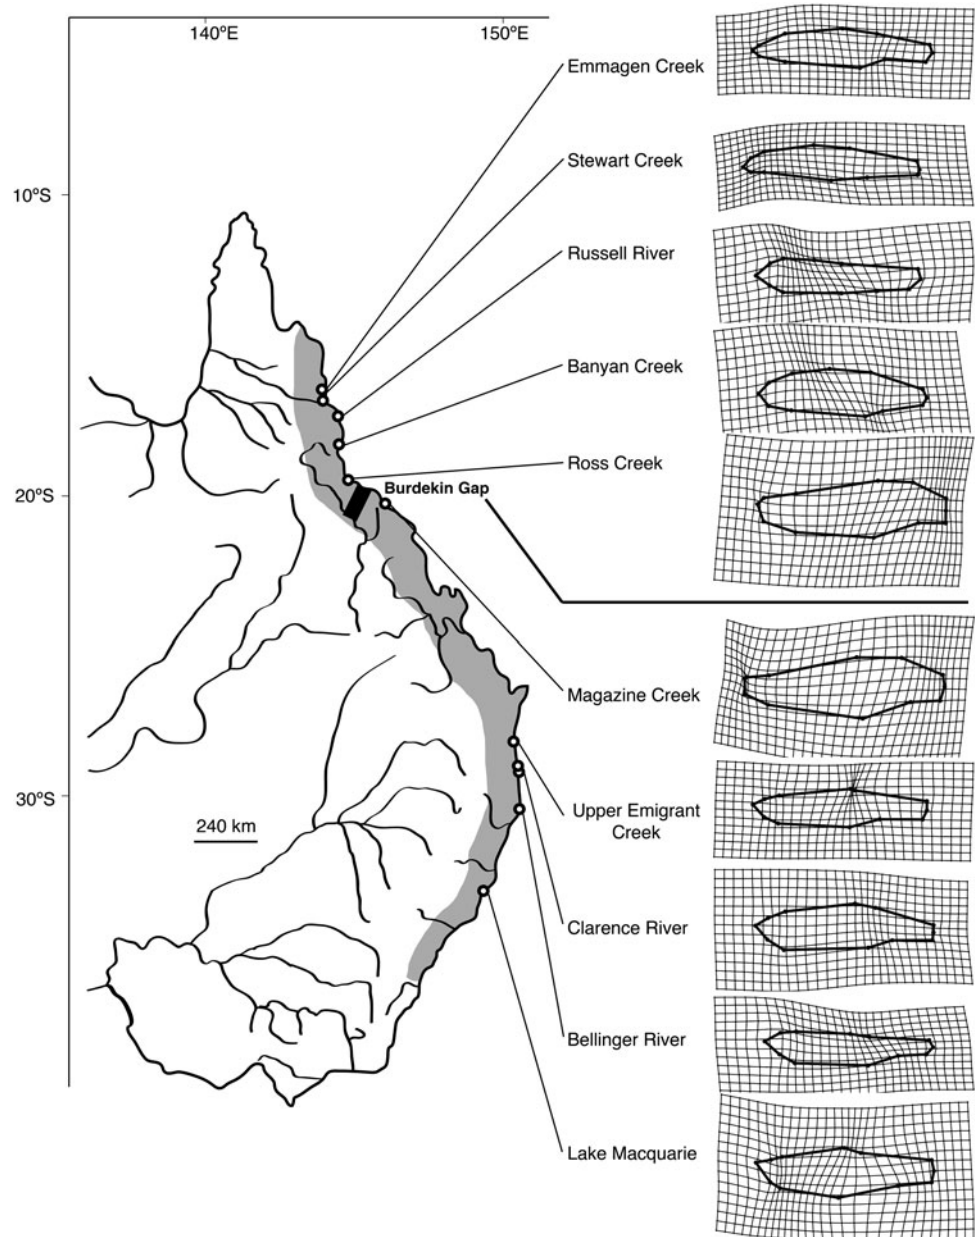 140ºE
150ºE
Emmagen Creek
Stewart Creek
10ºS
Russell River
Banyan Creek
Ross Creek
20ºS
Burdekin Gap
Magazine Creek
30ºS
240 km
Upper Emigrant
Creek
Clarence River
Bellinger River
Lake Macquarie